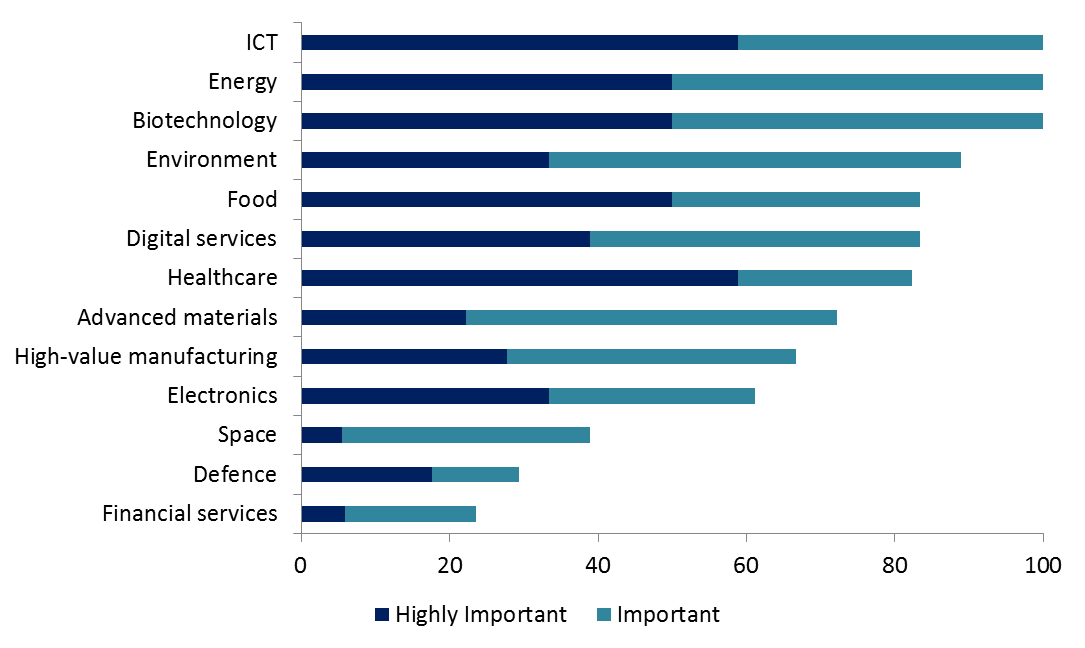 ICT
Energy
Biotechnology
Environment
Food
Digital services
Healthcare
Advanced materials
High-value manufacturing
Electronics
Space
Defence
Financial services
0 20 40 60 80 100
Highly Important Important